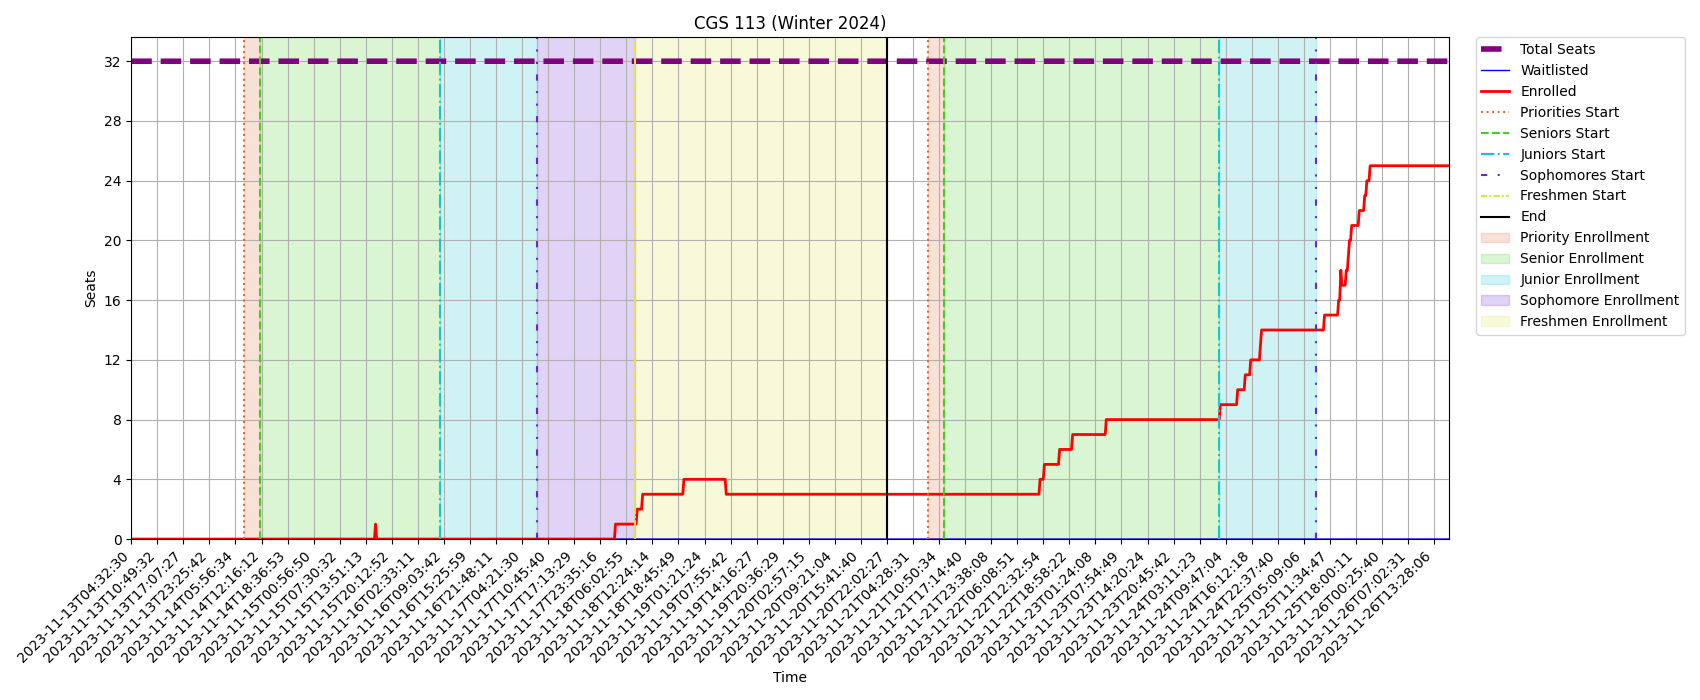 CGS 113 (Winter 2024)
Seats
32
28
24
20
16
12
8
4
0
2023-11-13T04:32:30
2023-11-13T10:49:32
2023-11-13T17:07:27
2023-11-13T23:25:42
2023-11-14T05:56:34
2023-11-14T12:16:12
2023-11-14T18:36:53
2023-11-15T00:56:50
2023-11-15T07:30:32
2023-11-15T13:51:13
2023-11-15T20:12:52
2023-11-16T02:33:11
2023-11-16T09:03:42
2023-11-16T15:25:59
2023-11-16T21:48:11
2023-11-17T04:21:30
2023-11-17T10:45:40
2023-11-17T17:13:29
2023-11-17T23:35:16
2023-11-18T06:02:55
2023-11-18T12:24:14
2023-11-18T18:45:49
2023-11-19T01:21:24
2023-11-19T07:55:42
2023-11-19T14:16:27
2023-11-19T20:36:29
2023-11-20T02:57:15
2023-11-20T09:21:04
2023-11-20T15:41:40
2023-11-20T22:02:27
2023-11-21T04:28:31
2023-11-21T10:50:34
2023-11-21T17:14:40
2023-11-21T23:38:08
2023-11-22T06:08:51
2023-11-22T12:32:54
2023-11-22T18:58:22
2023-11-23T01:24:08
2023-11-23T07:54:49
2023-11-23T14:20:24
2023-11-23T20:45:42
2023-11-24T03:11:23
2023-11-24T09:47:04
2023-11-24T16:12:18
2023-11-24T22:37:40
2023-11-25T05:09:06
2023-11-25T11:34:47
2023-11-25T18:00:11
2023-11-26T00:25:40
2023-11-26T07:02:31
2023-11-26T13:28:06
Time
Total Seats
Waitlisted
Enrolled
Priorities Start
Seniors Start
Juniors Start
Sophomores Start
Freshmen Start
End
Priority Enrollment
Senior Enrollment
Junior Enrollment
Sophomore Enrollment
Freshmen Enrollment